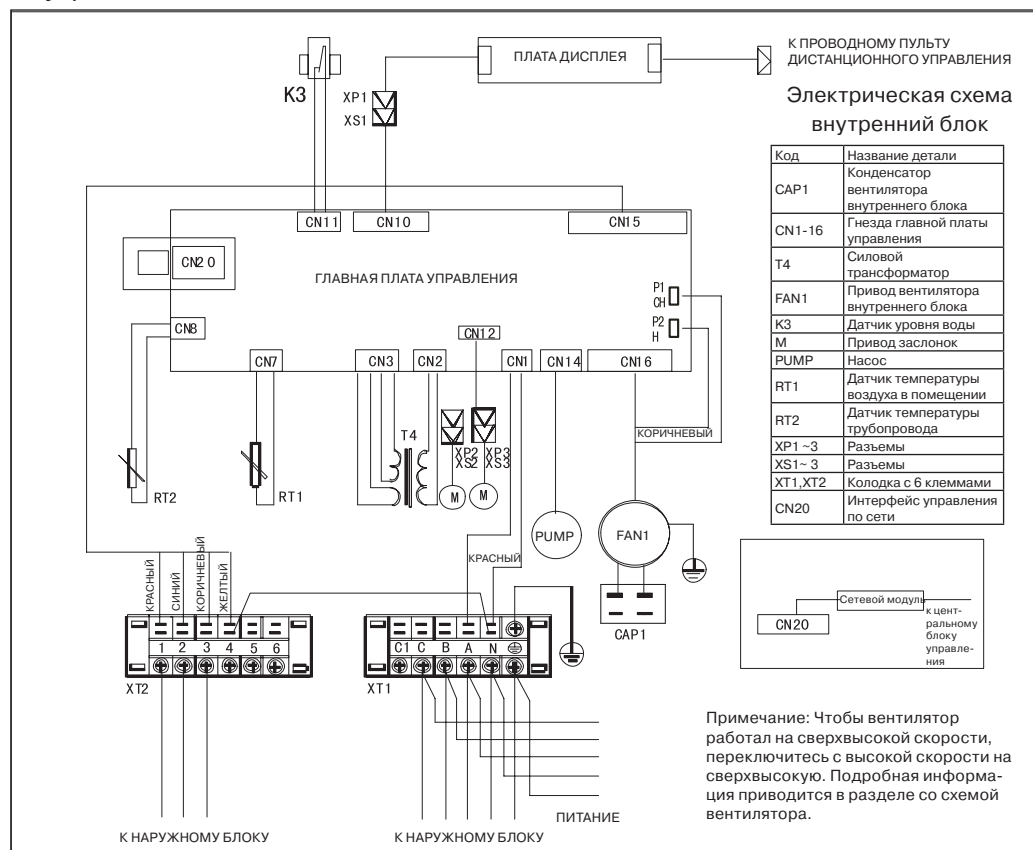 К ПРОВОДНОМУ ПУЛЬТУ
ДИСТАНЦИОННОГО УПРАВЛЕНИЯ
ПЛАТА ДИСПЛЕЯ
K3
XP1
XS1
Электрическая схема
внутренний блок
Код Название детали
CAP1 Конденсатор
вентилятора
внутреннего блока
CN1-16 Гнезда главной платы
управления
T4 Силовой
трансформатор
FAN1 Привод вентилятора
внутреннего блока
K3 Датчик уровня воды
M Привод заслонок
PUMP Насос
RT1 Датчик температуры
воздуха в помещении
RT2 Датчик температуры
трубопровода
XP1~3 Разъемы
XS1~3 Разъемы
XT1,XT2 Колодка с 6 клеммами
CN20 Интерфейс управления
по сети
CN11 CN10 CN15
CN20
ГЛАВНАЯ ПЛАТА УПРАВЛЕНИЯ
P1
CH
P2
H
CN8
CN12
CN7 CN3 CN2 CN1 CN14 CN16
КОРИЧНЕВЫЙ
T4
XP2 XP3
XS2 XS3
M M
RT2 RT1
PUMP FAN1
КРАСНЫЙ
CAP1
КРАСНЫЙ
СИНИЙ
КОРИЧНЕВЫЙ
ЖЕЛТЫЙ
1 2 3 4 5 6
XT2
C1 C B A N
XT1
Сетевой модуль
CN20
к цент-
ральному
блоку
управле-
ния
Примечание: Чтобы вентилятор
работал на сверхвысокой скорости,
переключитесь с высокой скорости на
сверхвысокую. Подробная информа-
ция приводится в разделе со схемой
вентилятора.
ПИТАНИЕ
К НАРУЖНОМУ БЛОКУ К НАРУЖНОМУ БЛОКУ